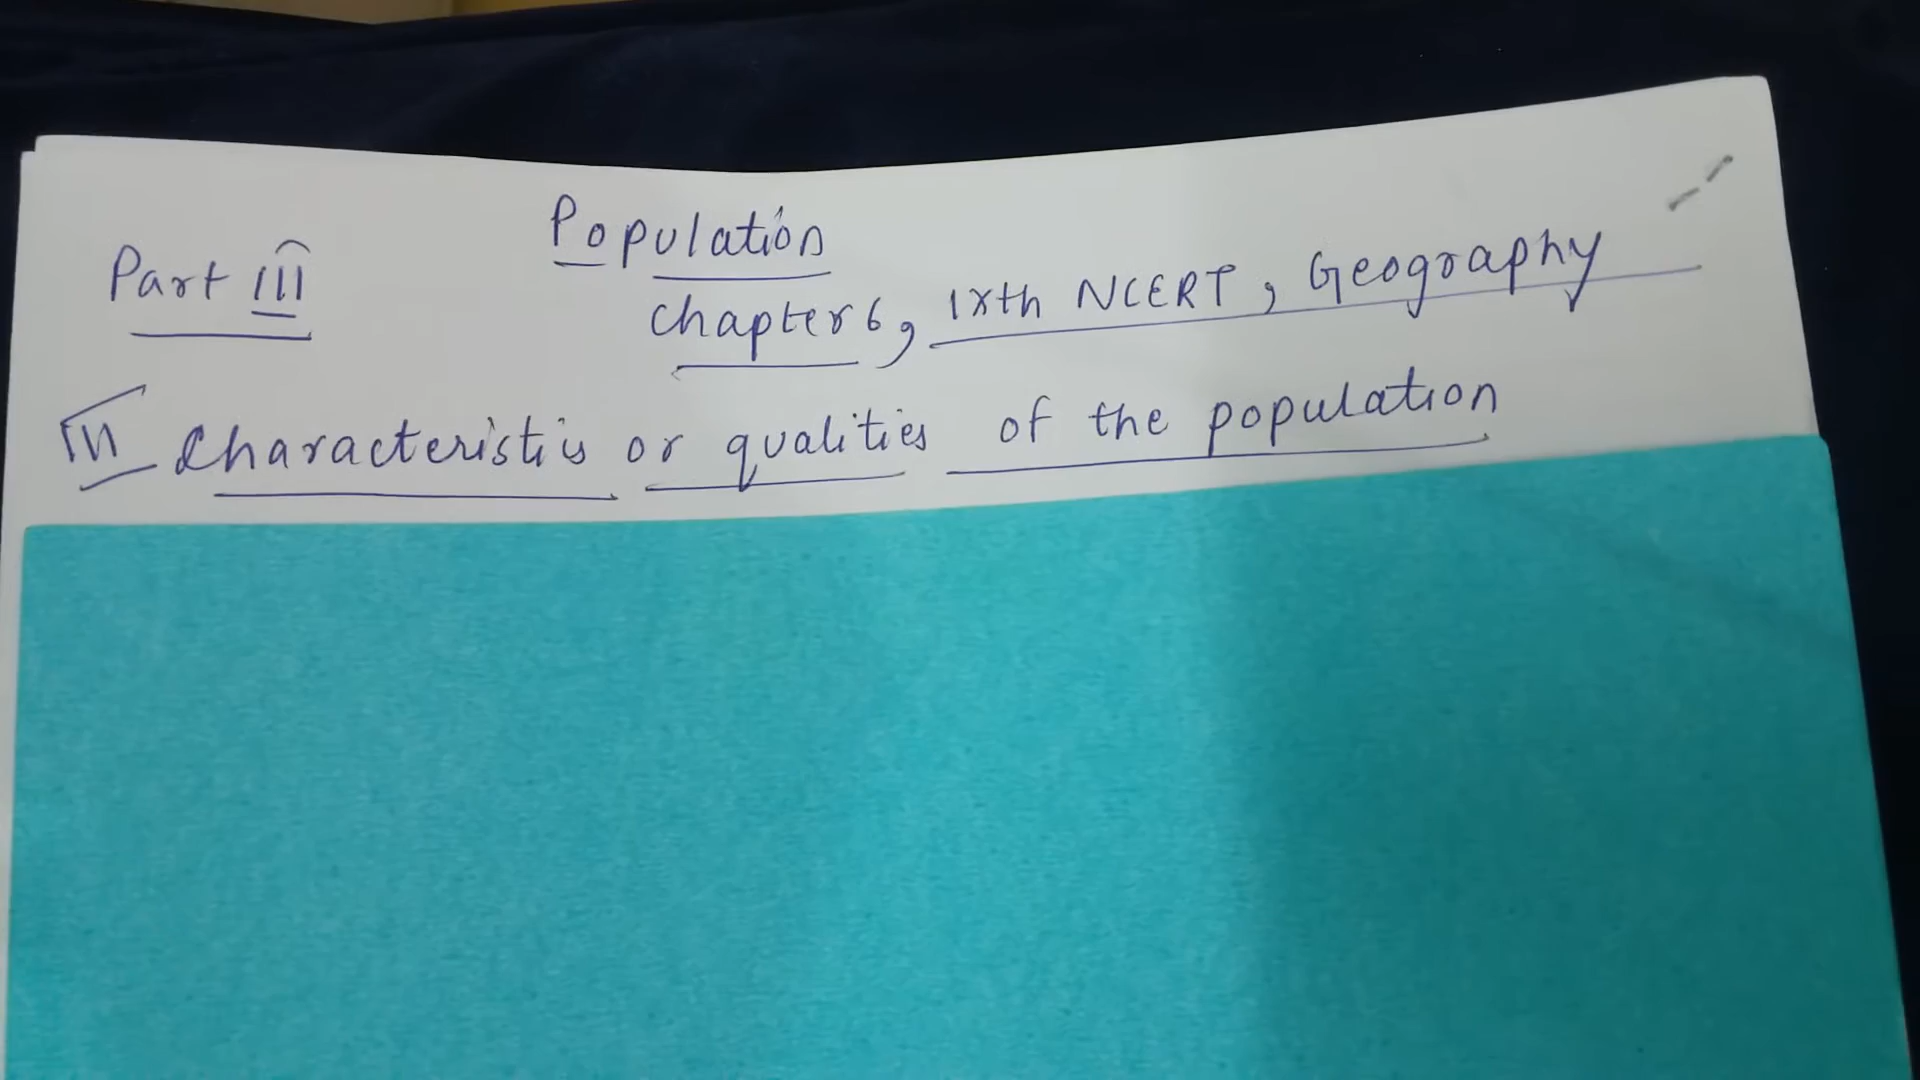 Population
Part III
Chapter 6, IXth NCERT, Geography
III Characteristics or qualities of the population